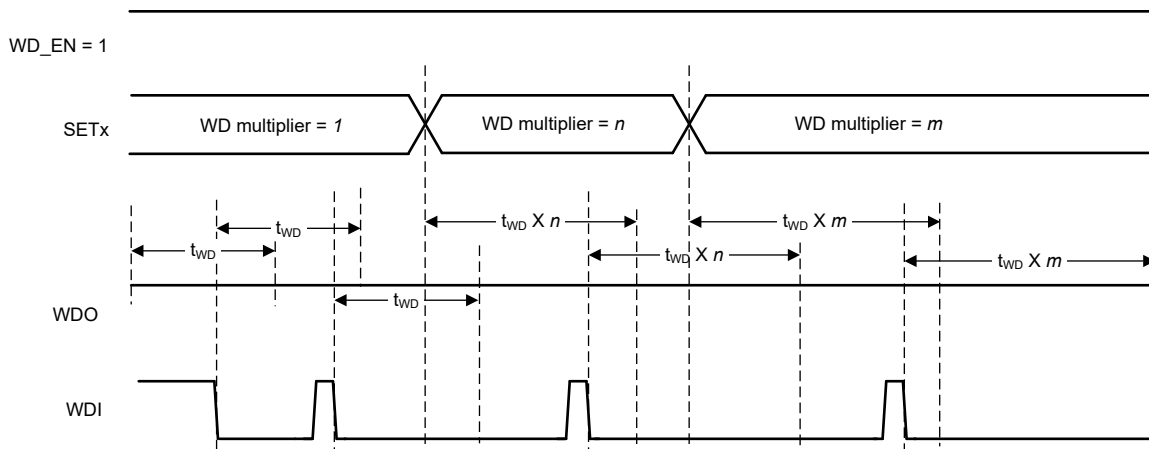 WD_EN = 1
SETx
WD multiplier = 1
WD multiplier = n
WD multiplier = m
tWD
tWD X n
tWD X m
tWD
tWD X n
tWD X m
tWD
WDO
WDI